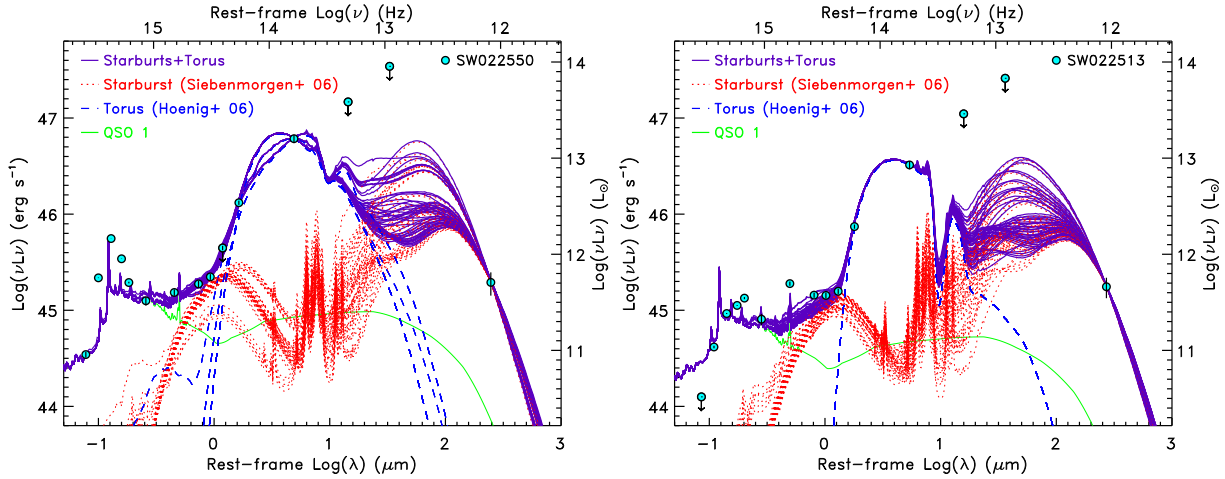 Rest-frame Log(ν) (Hz)
15 14 13
Starbursts+Torus
Starburst (Siebenmorgen+ 06)
Torus (Hoenig+ 06)
QSO 1
SW022550
Log(νLν) (erg s⁻¹)
47
46
45
44
14
13
12
11
Log(νLν) (L⊙)
−1 0 1 2 3
Rest-frame Log(λ) (μm)
Rest-frame Log(ν) (Hz)
15 14 13
Starbursts+Torus
Starburst (Siebenmorgen+ 06)
Torus (Hoenig+ 06)
QSO 1
SW022513
Log(νLν) (erg s⁻¹)
47
46
45
44
14
13
12
11
Log(νLν) (L⊙)
−1 0 1 2 3
Rest-frame Log(λ) (μm)